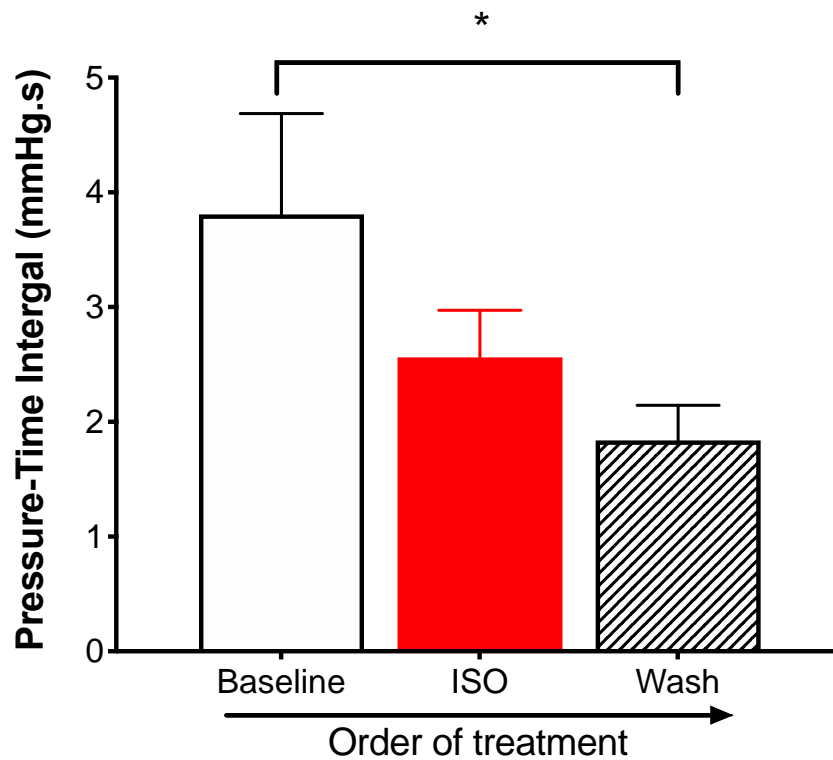 *
Pressure-Time Intergal (mmHg.s)
5
4
3
2
1
0
Baseline ISO Wash
Order of treatment